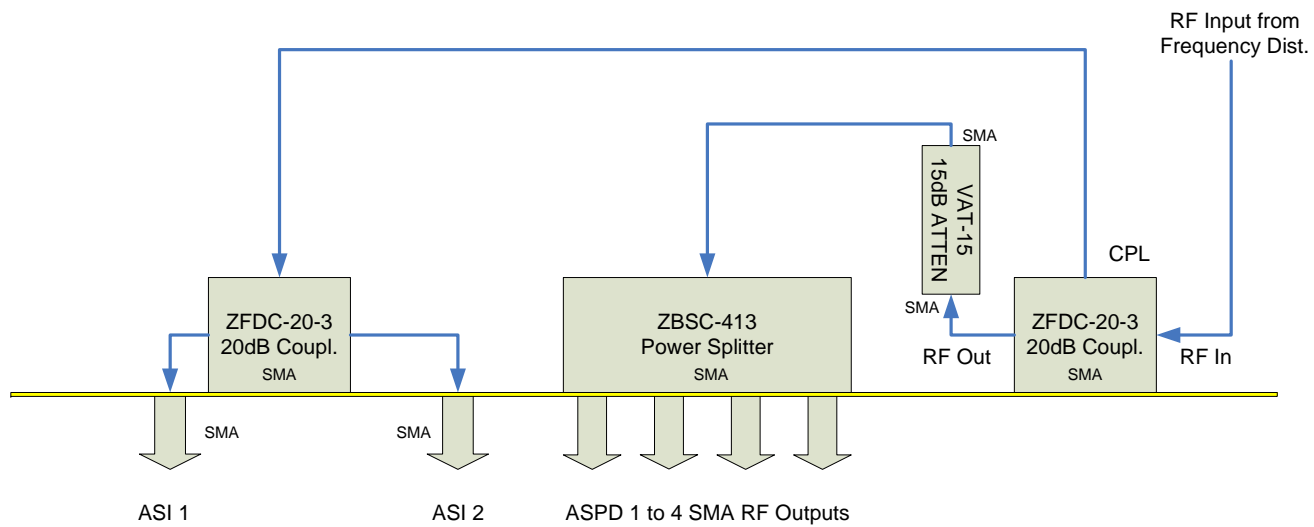 RF Input from
Frequency Dist.
SMA
VAT-15
15dB ATTEN
SMA
CPL
ZFDC-20-3
20dB Coupl.
SMA
ZBSC-413
Power Splitter
SMA
RF Out
ZFDC-20-3
20dB Coupl.
SMA
RF In
SMA
SMA
ASI 1
ASI 2
ASPD 1 to 4 SMA RF Outputs